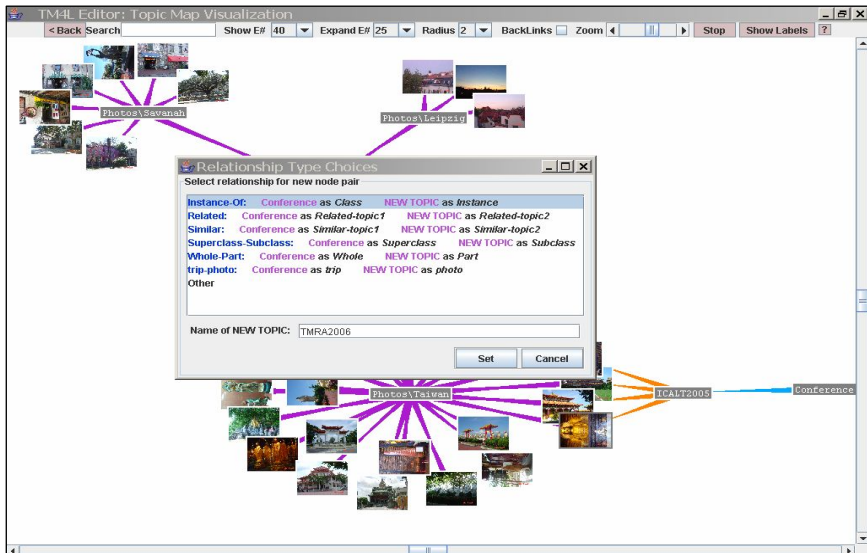 TM4L Editor: Topic Map Visualization
< Back Search Show E# 40 Expand E# 25 Radius 2 BackLinks Zoom Stop Show Labels ?
Photos\Savanah
Photos\Leipzig
Relationship Type Choices
Select relationship for new node pair
Instance-Of: Conference as Class NEW TOPIC as Instance
Related: Conference as Related-topic1 NEW TOPIC as Related-topic2
Similar: Conference as Similar-topic1 NEW TOPIC as Similar-topic2
Superclass-Subclass: Conference as Superclass NEW TOPIC as Subclass
Whole-Part: Conference as Whole NEW TOPIC as Part
trip-photo: Conference as trip NEW TOPIC as photo
Other
Name of NEW TOPIC: TMRA2006
Set Cancel
Photos\Taiwan
ICALT2005
Conference